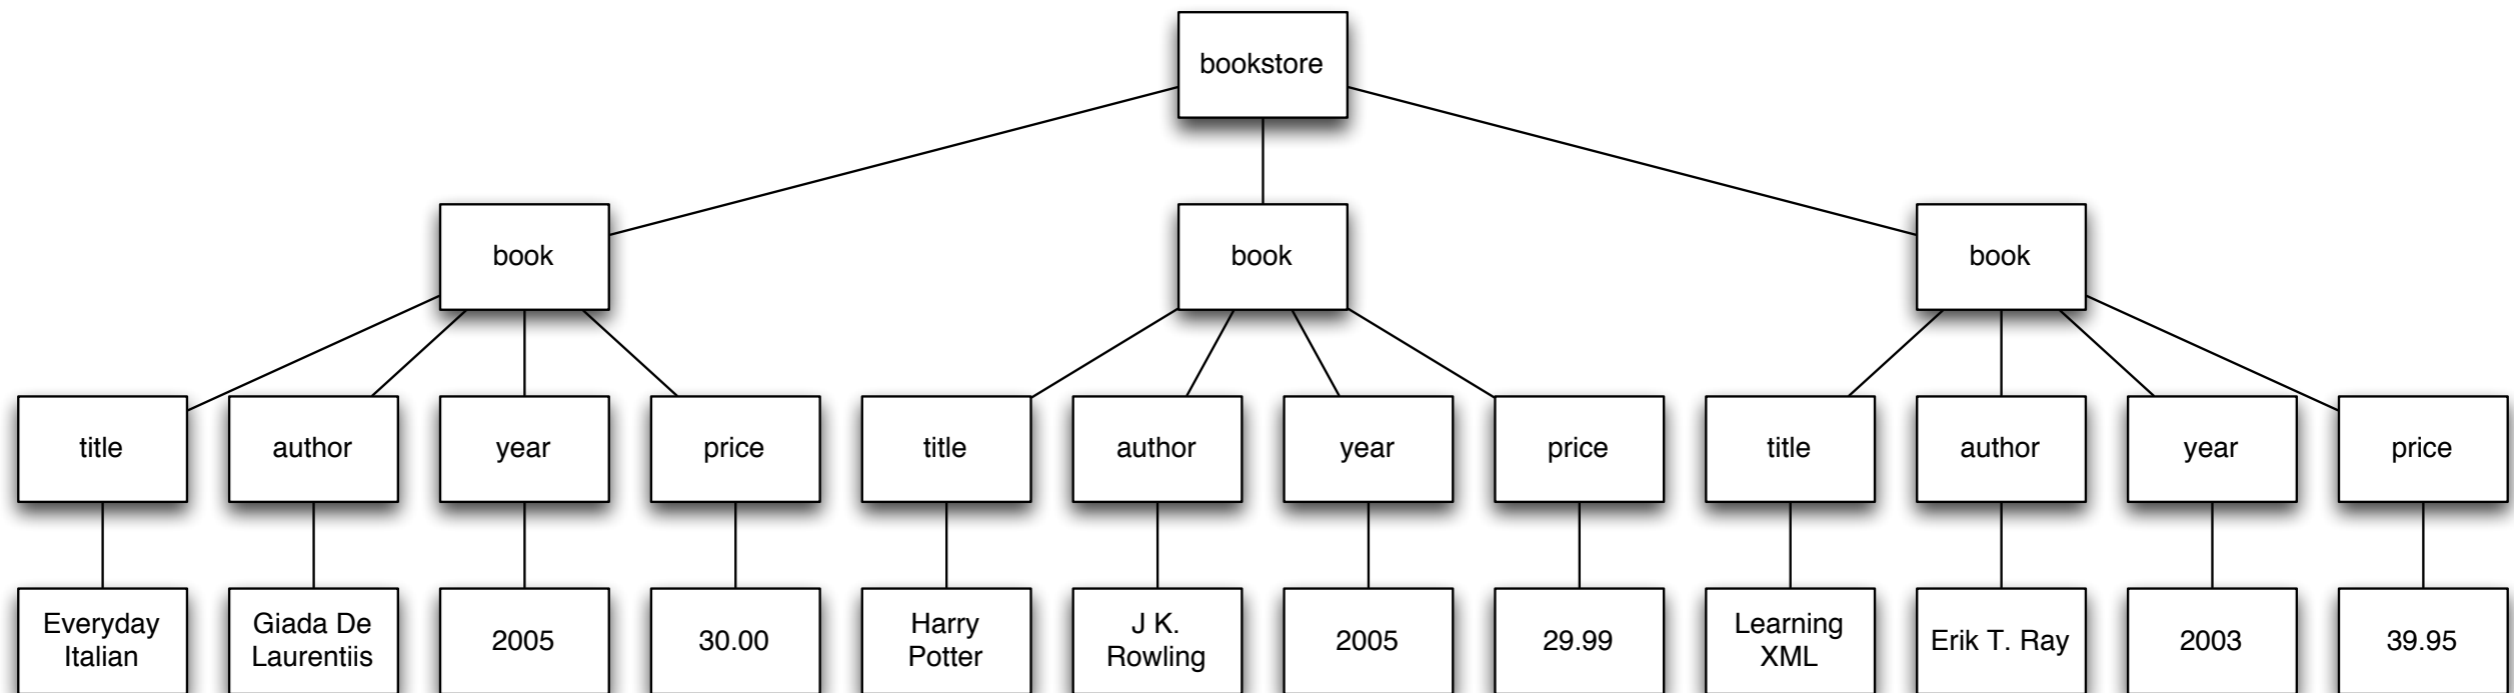 bookstore
book
book
book
title
author
year
price
title
author
year
price
title
author
year
price
Everyday
Italian
Giada De
Laurentiis
2005
30.00
Harry
Potter
J K.
Rowling
2005
29.99
Learning
XML
Erik T. Ray
2003
39.95